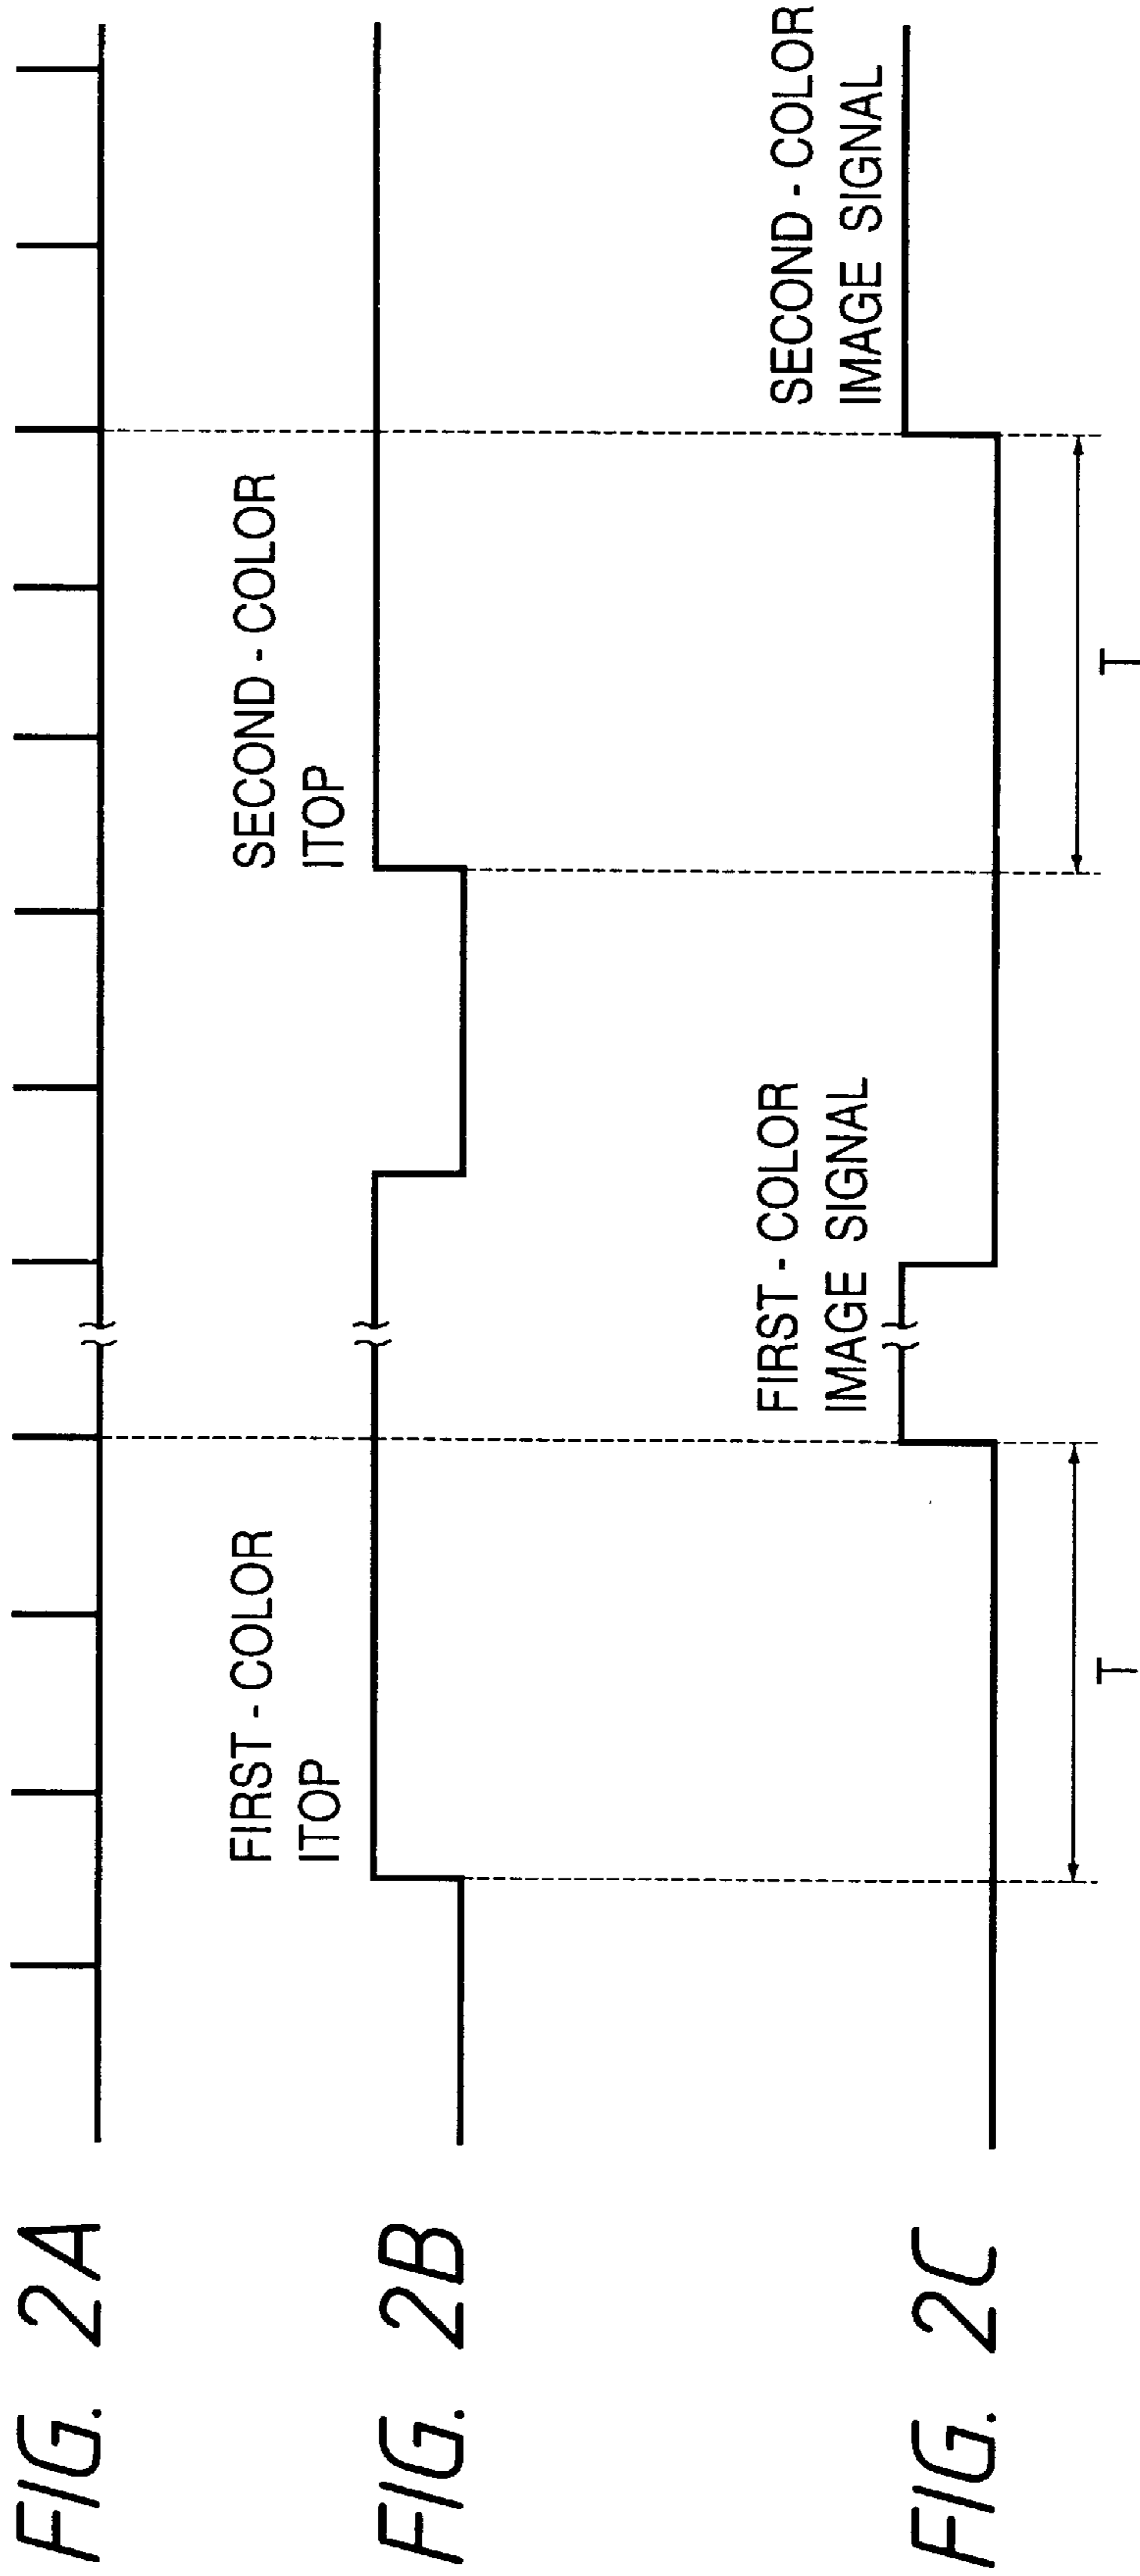 FIG. 2A
FIG. 2B
FIRST - COLOR
ITOP
SECOND - COLOR
ITOP
FIG. 2C
FIRST - COLOR
IMAGE SIGNAL
SECOND - COLOR
IMAGE SIGNAL
T
T